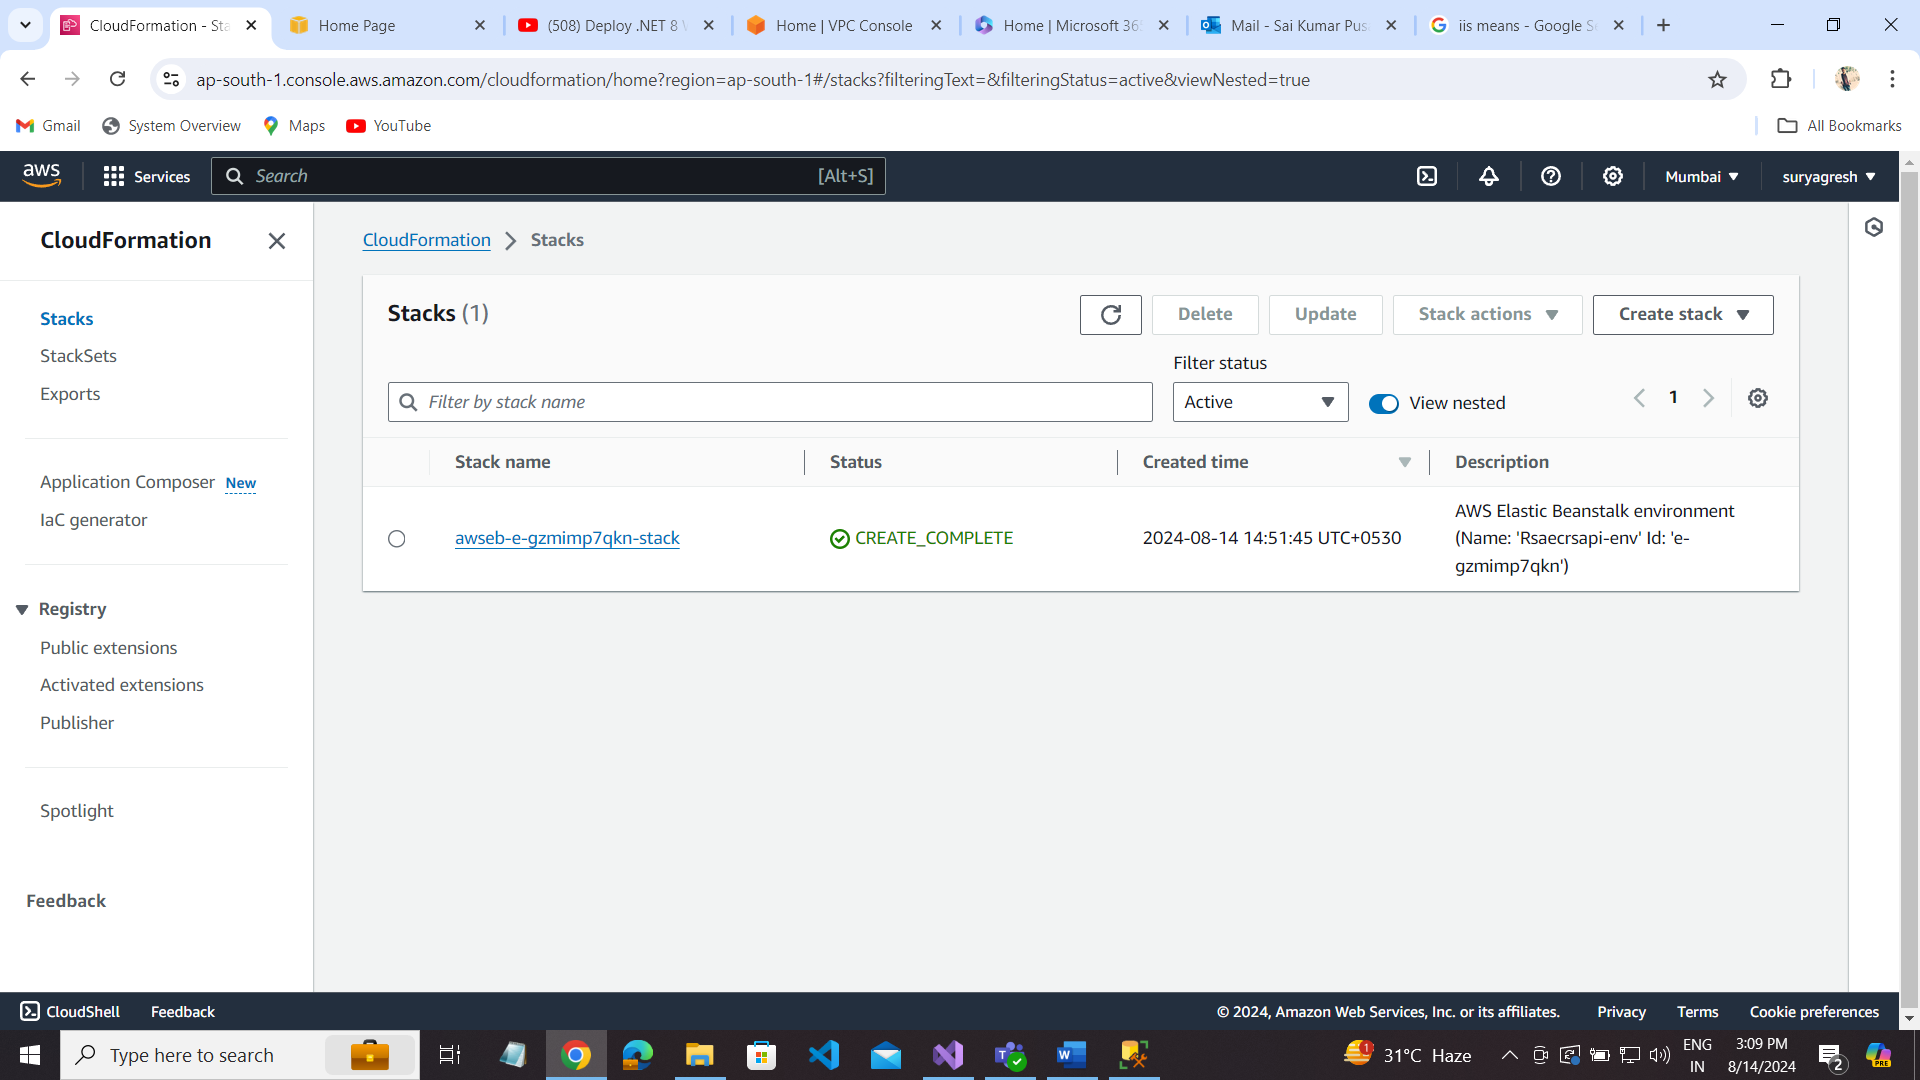 CloudFormation - Sta
Home Page
(508) Deploy .NET 8 V
Home | VPC Console
Home | Microsoft 365
Mail - Sai Kumar Pus
iis means - Google Se
ap-south-1.console.aws.amazon.com/cloudformation/home?region=ap-south-1#/stacks?filteringText=&filteringStatus=active&viewNested=true
Gmail
System Overview
Maps
YouTube
All Bookmarks
aws
Services
Search
[Alt+S]
Mumbai
suryagresh
CloudFormation
CloudFormation
Stacks
Stacks
StackSets
Exports
Application Composer New
IaC generator
Registry
Public extensions
Activated extensions
Publisher
Spotlight
Feedback
Stacks (1)
Delete
Update
Stack actions
Create stack
Filter status
Filter by stack name
Active
View nested
1
Stack name
Status
Created time
Description
awseb-e-gzmimp7qkn-stack
CREATE_COMPLETE
2024-08-14 14:51:45 UTC+0530
AWS Elastic Beanstalk environment
(Name: 'Rsaecrsapi-env' Id: 'e-
gzmimp7qkn')
CloudShell
Feedback
© 2024, Amazon Web Services, Inc. or its affiliates.
Privacy
Terms
Cookie preferences
Type here to search
1
31°C Haze
ENG
IN
3:09 PM
8/14/2024
2
PRE